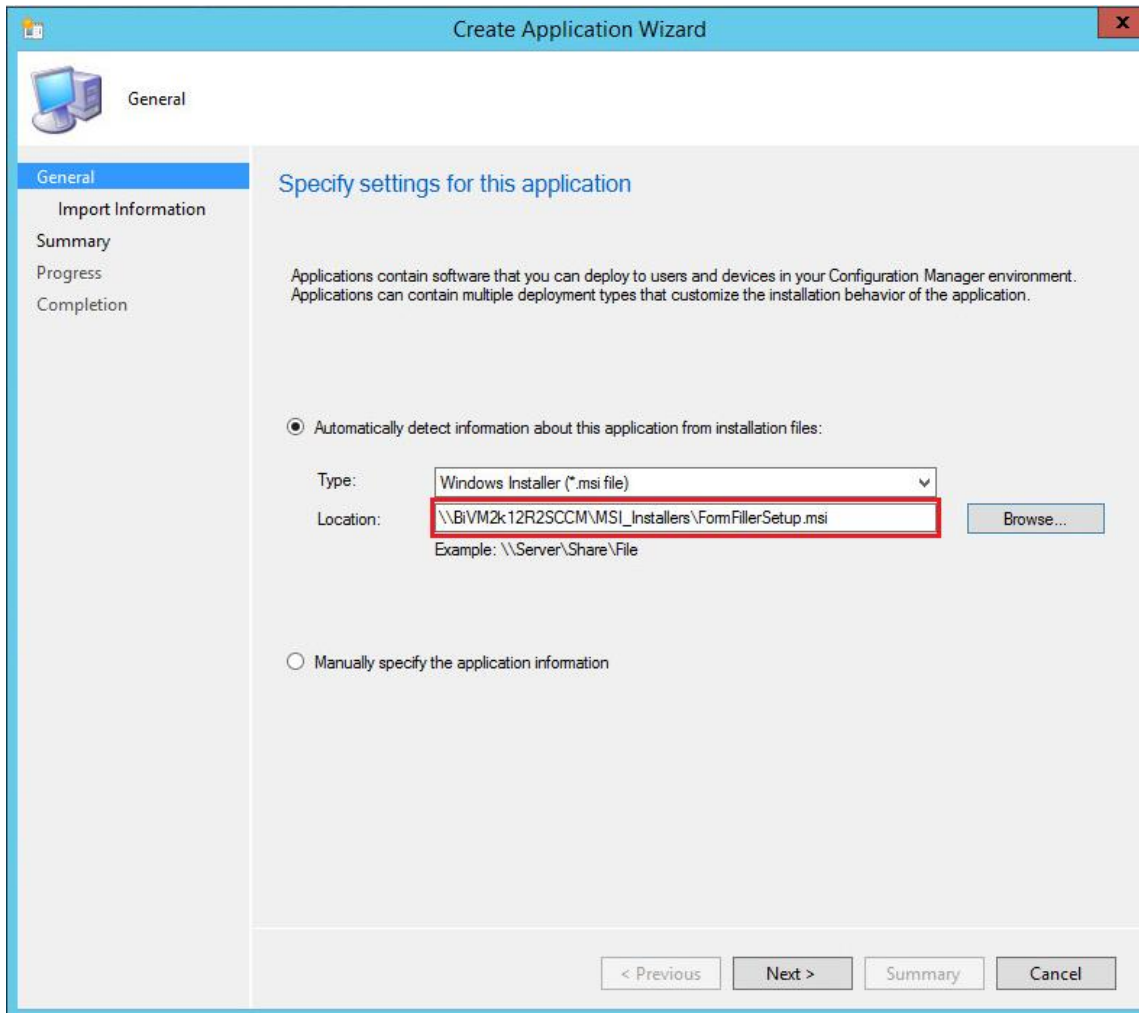 Create Application Wizard
x
General
General
Import Information
Summary
Progress
Completion
Specify settings for this application
Applications contain software that you can deploy to users and devices in your Configuration Manager environment.
Applications can contain multiple deployment types that customize the installation behavior of the application.
Automatically detect information about this application from installation files:
Type: Windows Installer (*.msi file)
Location: \\BiVM2k12R2SCCM\MSI_Installers\FormFillerSetup.msi Browse...
Example: \\Server\Share\File
Manually specify the application information
< Previous Next > Summary Cancel